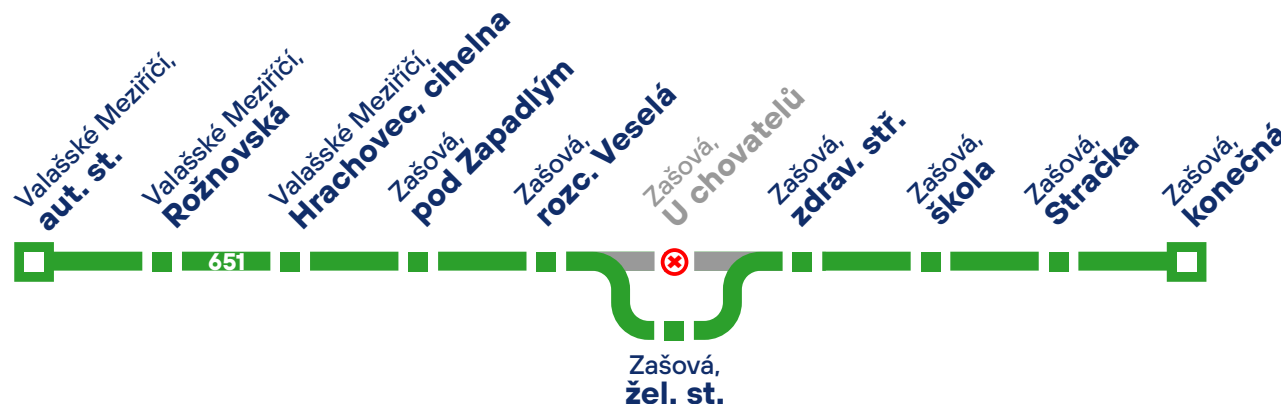 Valašské Meziříčí,
aut. st.
Valašské Meziříčí,
Rožnovská
Valašské Meziříčí,
Hrachovec, cihelna
Zašová,
pod Zapadlým
Zašová,
rozc. Veselá
Zašová,
U chovatelů
Zašová,
zdrav. stř.
Zašová,
škola
Zašová,
Stračka
Zašová,
konečná
651
Zašová,
žel. st.